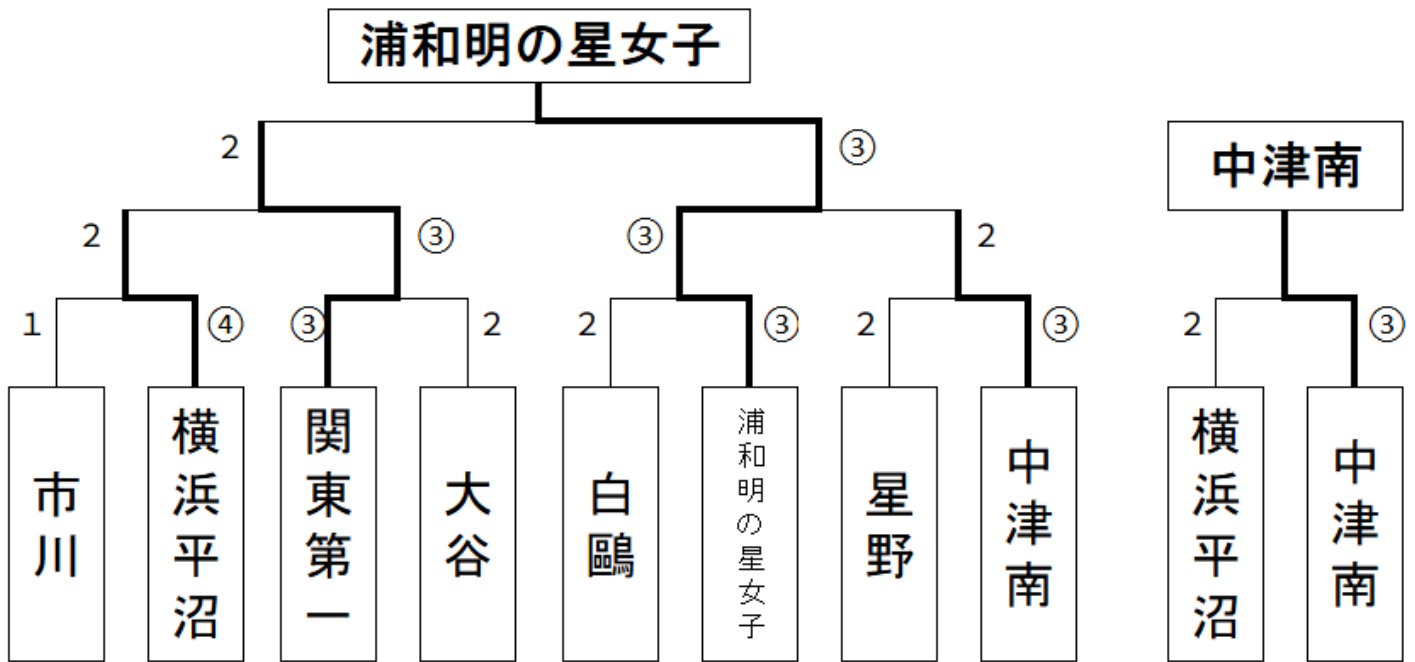 浦和明の星女子
2 ③ 中津南
2 ③ ③ 2
1 ④ ③ 2 2 ③ 2 ③ 2 ③
市川
横浜平沼
関東第一
大谷
白鷗
浦和明の星女子
星野
中津南
横浜平沼
中津南